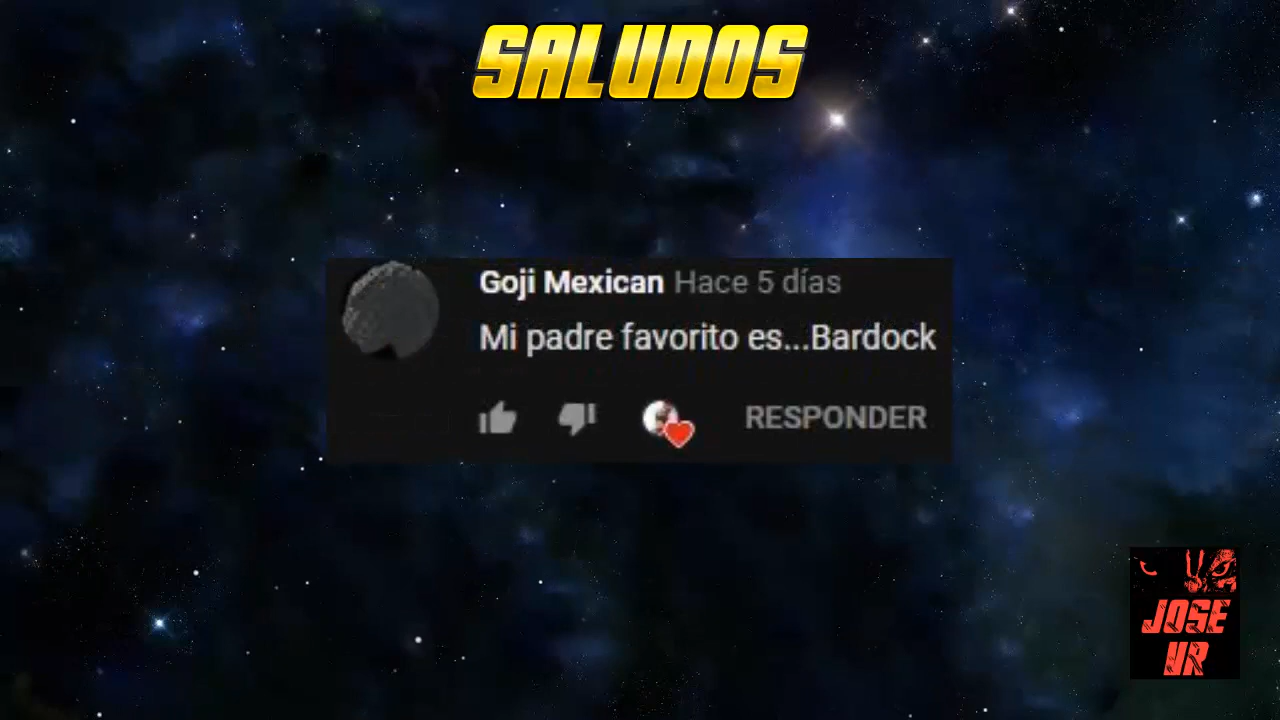 SALUDOS
Goji Mexican Hace 5 días
Mi padre favorito es...Bardock
RESPONDER
JOSE
UR